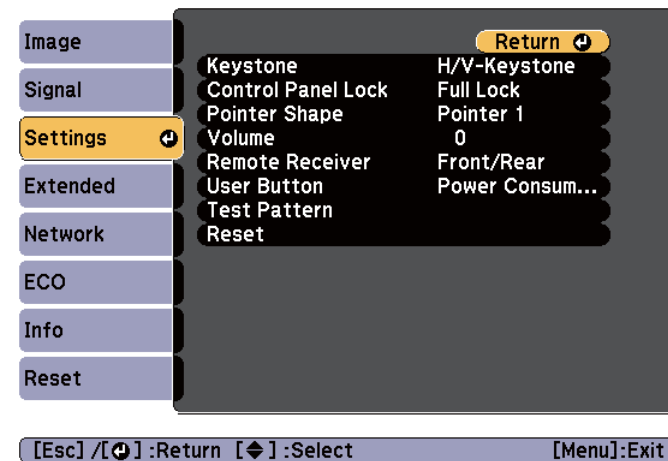 Image
Signal
Settings
Extended
Network
ECO
Info
Reset
Return
Keystone H/V-Keystone
Control Panel Lock Full Lock
Pointer Shape Pointer 1
Volume 0
Remote Receiver Front/Rear
User Button Power Consum...
Test Pattern
Reset
[Esc] /[⏎] :Return [◆] :Select [Menu]:Exit